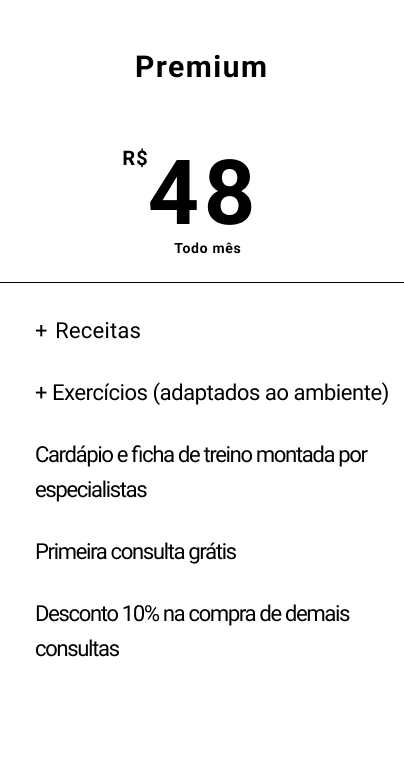 Premium
R$ 48
Todo mês
+ Receitas
+ Exercícios (adaptados ao ambiente)
Cardápio e ficha de treino montada por
especialistas
Primeira consulta grátis
Desconto 10% na compra de demais
consultas